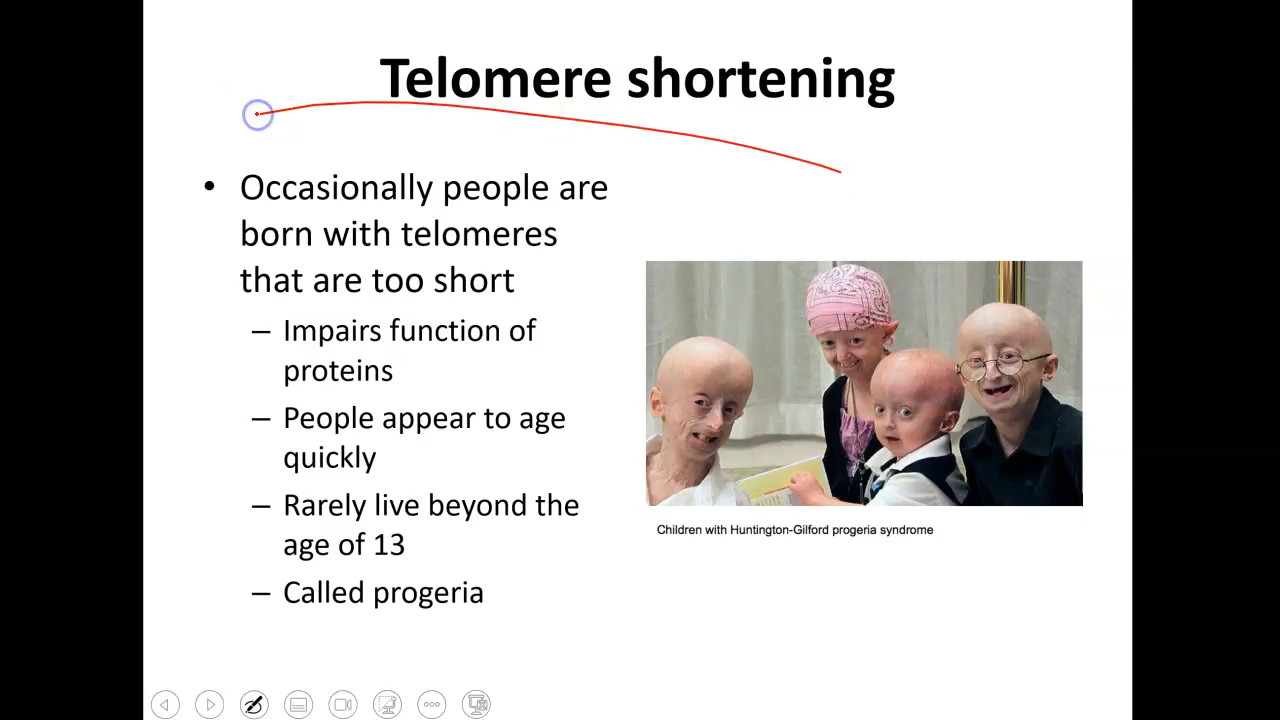 Telomere shortening
• Occasionally people are
born with telomeres
that are too short
– Impairs function of
proteins
– People appear to age
quickly
– Rarely live beyond the
age of 13
– Called progeria
Children with Huntington-Gilford progeria syndrome